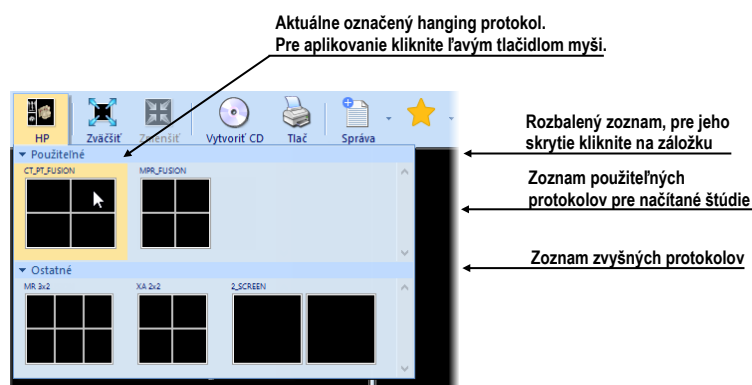 Aktuálne označený hanging protokol.
Pre aplikovanie kliknite ľavým tlačidlom myši.
HP
Zväčšiť
Zmenšiť
Vytvoriť CD
Tlač
Správa
Použiteľné
CT_PT_FUSION
MPR_FUSION
Ostatné
MR 3x2
XA 2x2
2_SCREEN
Rozbalený zoznam, pre jeho
skrytie kliknite na záložku
Zoznam použiteľných
protokolov pre načítané štúdie
Zoznam zvyšných protokolov